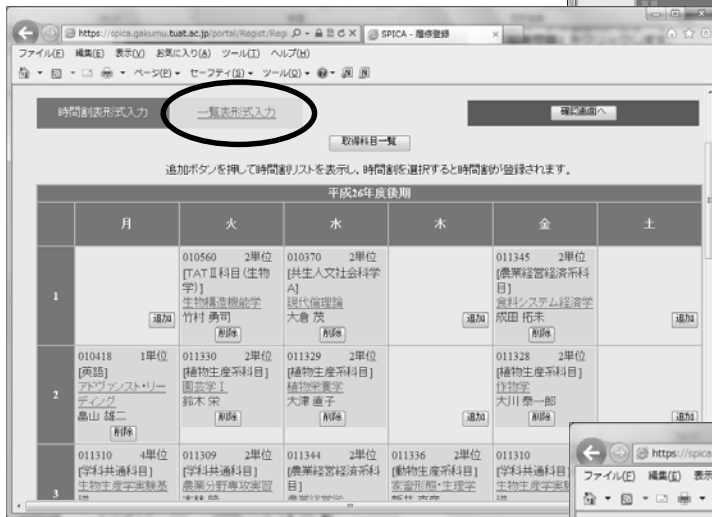 https://spica.gakumu.tuat.ac.jp/portal/Regist/Regi
SPICA - 履修登録
ファイル(F) 編集(E) 表示(V) お気に入り(A) ツール(T) ヘルプ(H)
ページ(P) セーフティ(S) ツール(O)
時間割表形式入力 一覧表形式入力 確認画面へ
取得科目一覧
追加ボタンを押して時間割リストを表示し、時間割を選択すると時間割が登録されます。
平成26年度後期
月 火 水 木 金 土
010560 2単位 010370 2単位 011345 2単位
[TATⅡ科目(生物学)] [共生人文社会科学A] [農業経営経済系科目]
1 生物構造機能学 現代倫理論 食料システム経済学
追加 竹村 勇司 大倉 茂 追加 成田 拓未 追加
削除 削除 削除
010418 1単位 011330 2単位 011329 2単位 011328 2単位
[英語] [植物生産系科目] [植物生産系科目] [植物生産系科目]
2 アドヴァンスト・リーディング 園芸学Ⅰ 植物栄養学 作物学
畠山 雄二 鈴木 栄 大津 直子 追加 大川 泰一郎 追加
削除 削除 削除 削除
011310 4単位 011309 2単位 011344 2単位 011336 2単位 011310
[学科共通科目] [学科共通科目] [農業経営経済系科目] [動物生産系科目] [学科共通科目]
3 生物生産学実験基礎 農業分野専攻実習 家畜形態・生理学 生物生産学実
https://spica
ファイル(F) 編集(E) 表示